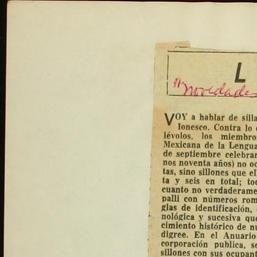 L
"novedades
VOY a hablar de silla
Ionesco. Contra lo
lévolos, los miembro
Mexicana de la Lengua
de septiembre celebrar
nos noventa años) no oc
tas, sino sillones que el
ta y seis en total; tod
cuanto no verdaderame
palli con números rom
glas de identificación,
nológica y sucesiva qu
cimiento histórico de nu
digree. En el Anuario
corporación publica, se
sillones con sus ocupant